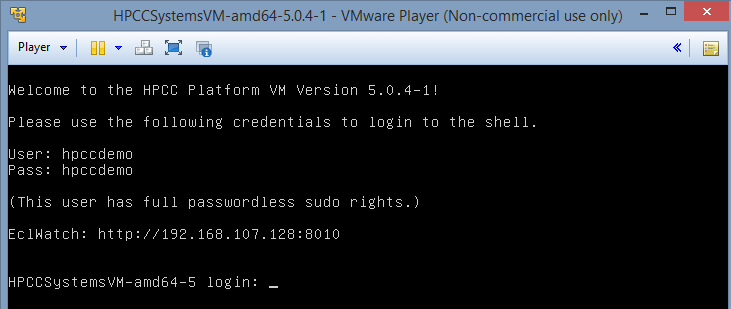 HPCCSystemsVM-amd64-5.0.4-1 - VMware Player (Non-commercial use only)
Player
Welcome to the HPCC Platform VM Version 5.0.4-1!
Please use the following credentials to login to the shell.
User: hpccdemo
Pass: hpccdemo
(This user has full passwordless sudo rights.)
EclWatch: http://192.168.107.128:8010
HPCCSystemsVM-amd64-5 login: _